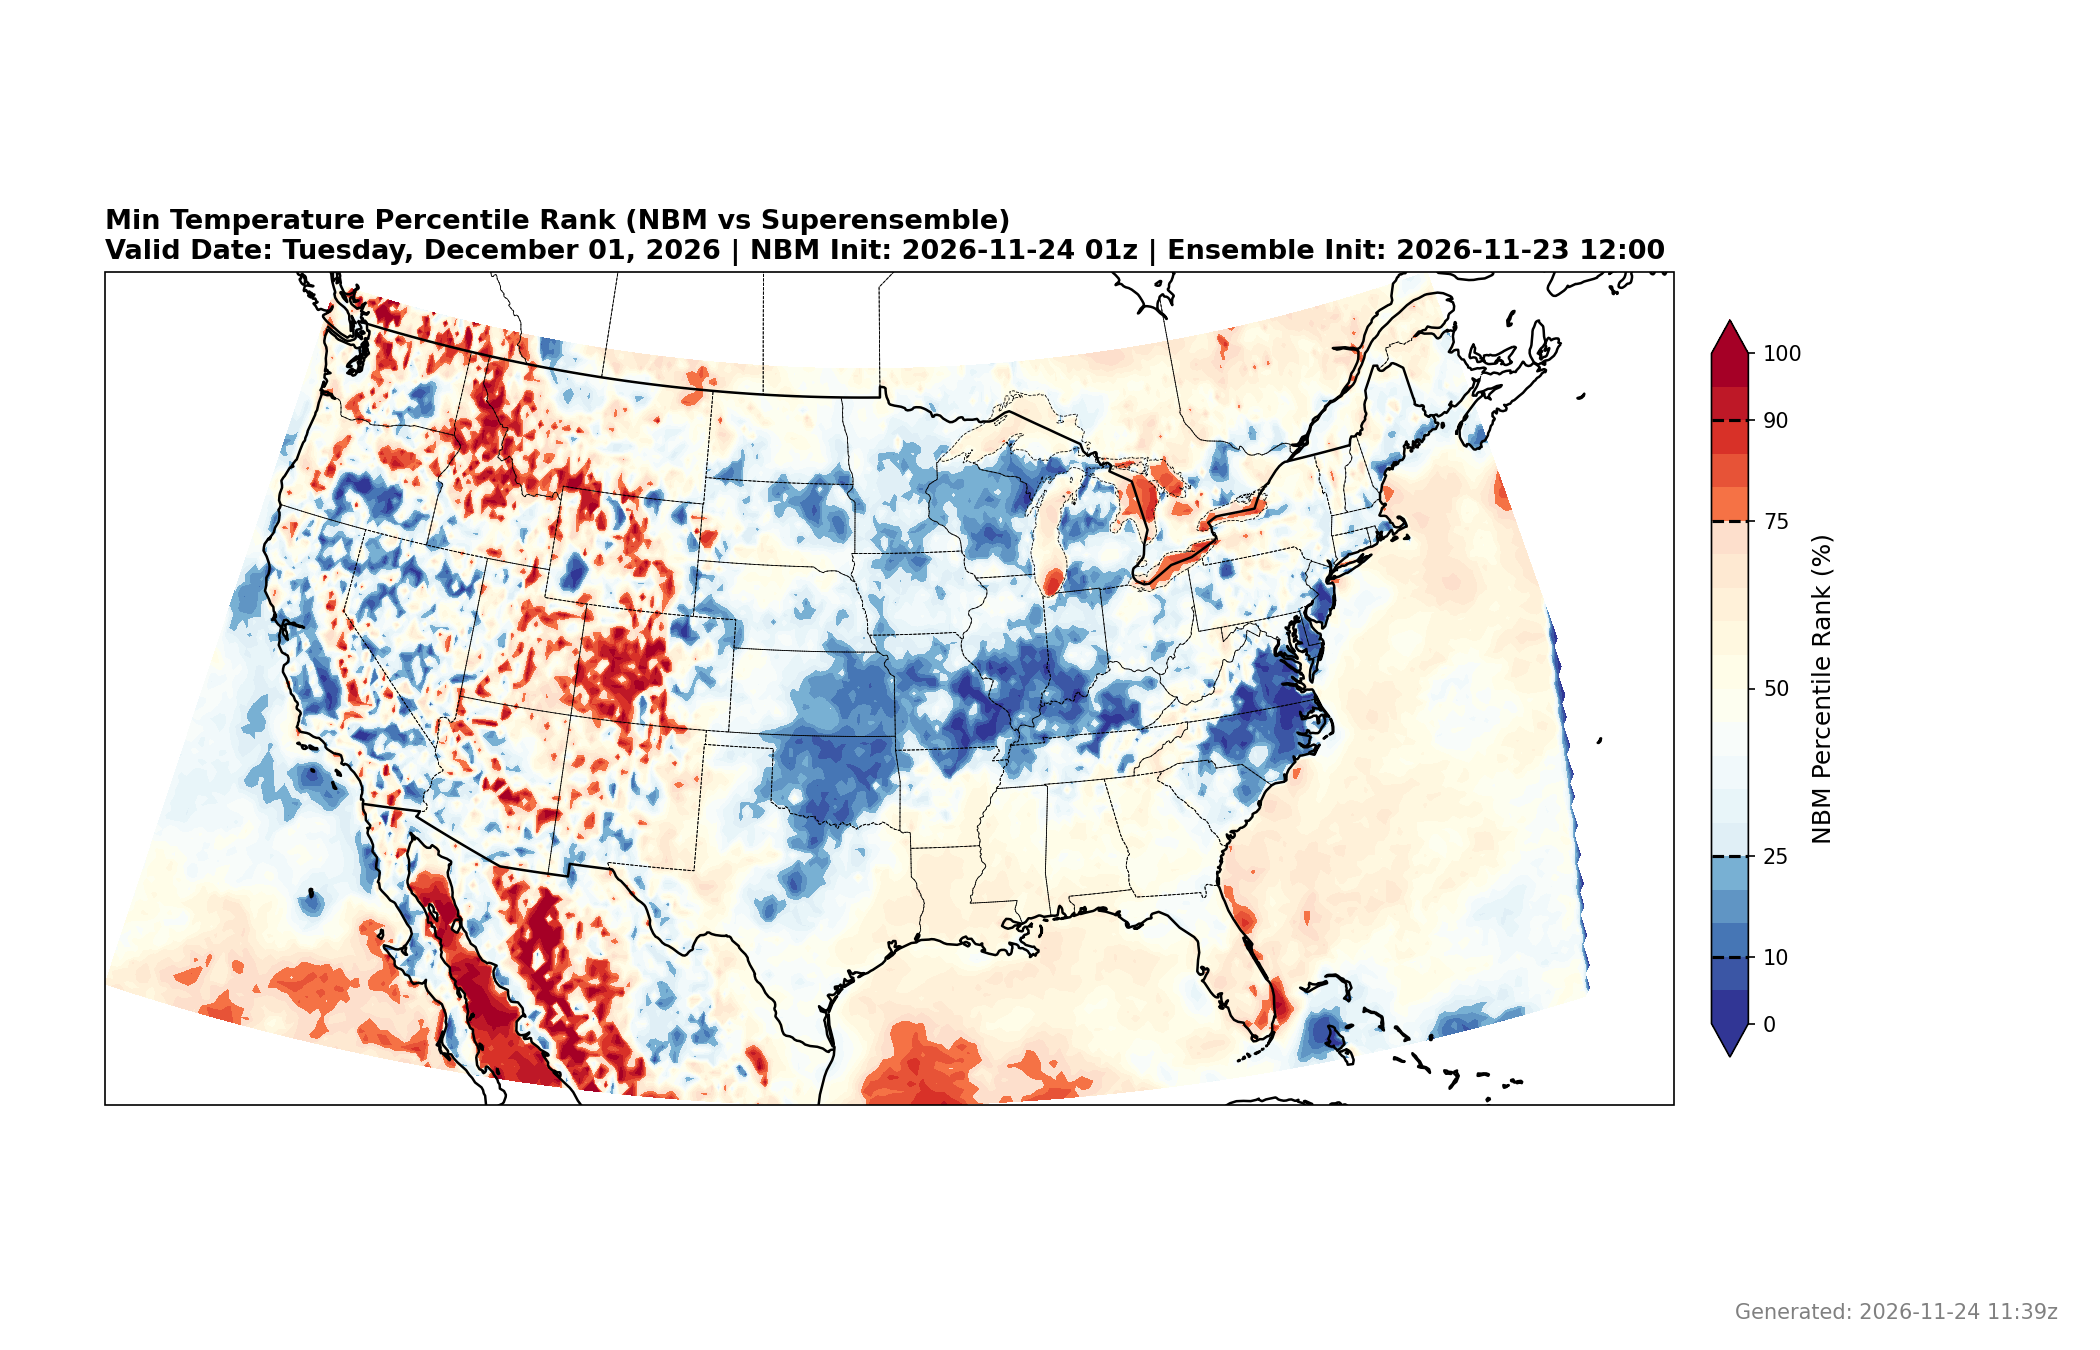 Min Temperature Percentile Rank (NBM vs Superensemble)
Valid Date: Tuesday, December 01, 2026 | NBM Init: 2026-11-24 01z | Ensemble Init: 2026-11-23 12:00
100
90
75
50
25
10
0
NBM Percentile Rank (%)
Generated: 2026-11-24 11:39z